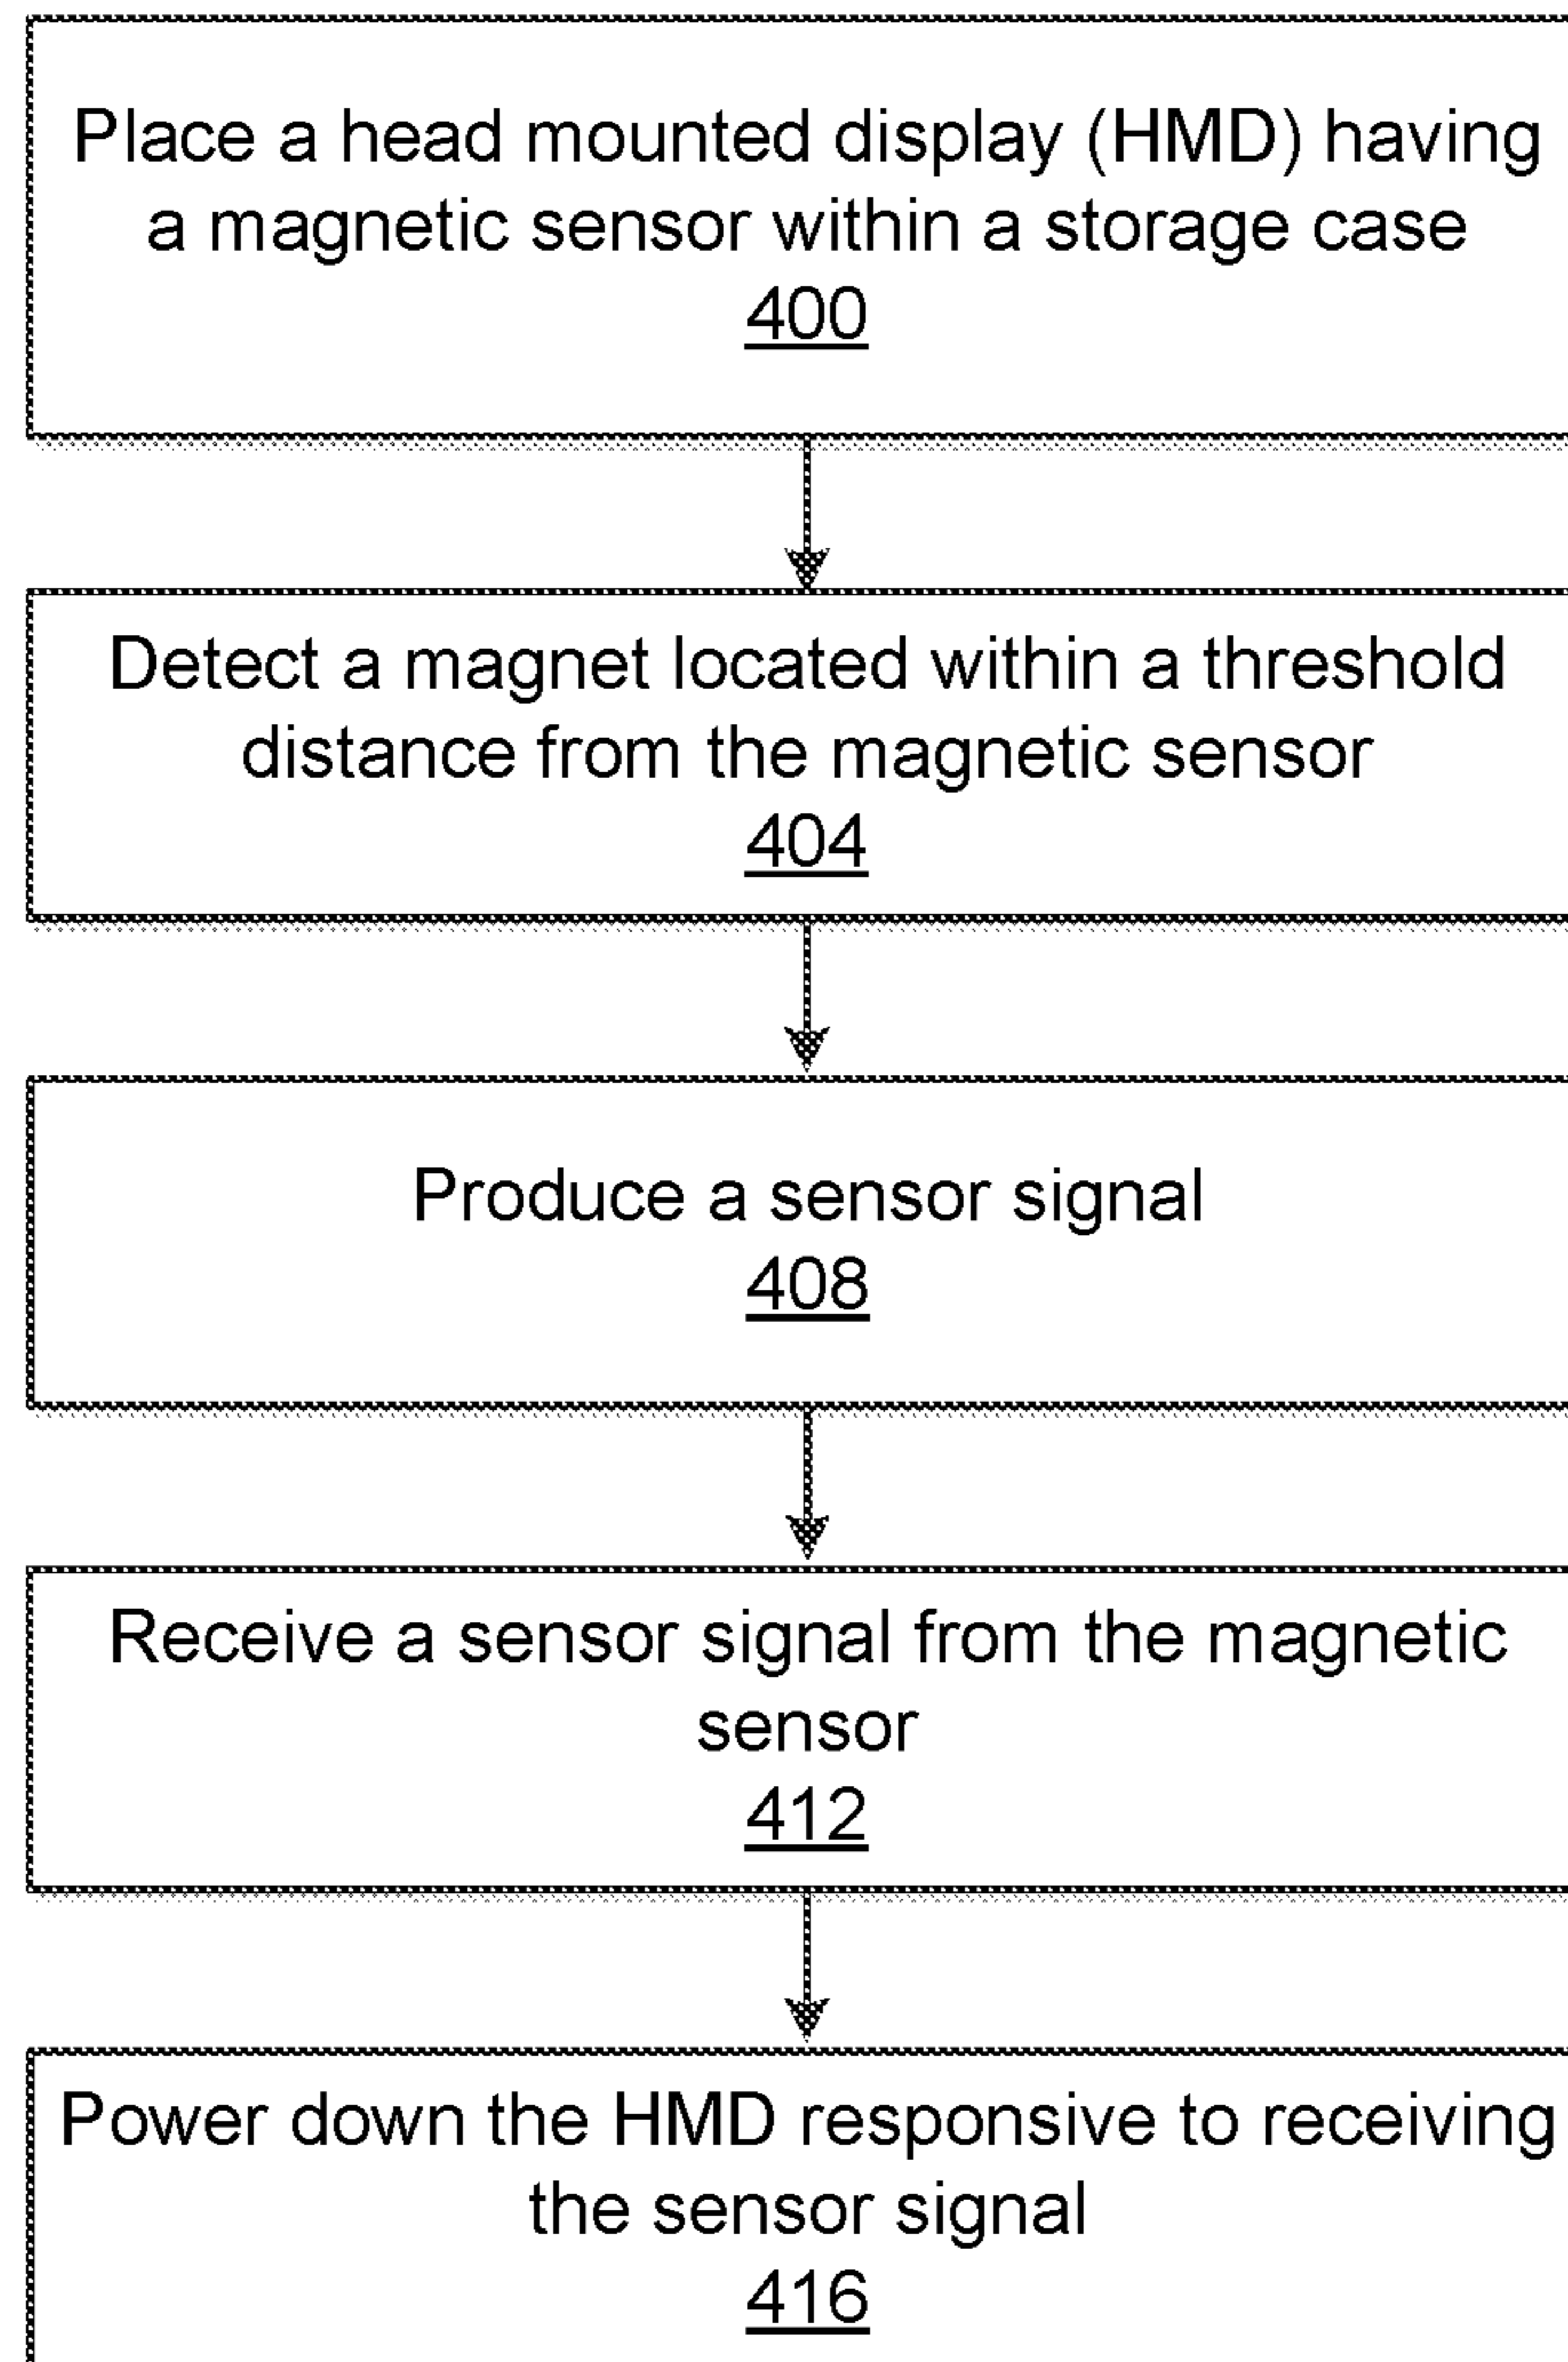 Place a head mounted display (HMD) having
a magnetic sensor within a storage case
400
Detect a magnet located within a threshold
distance from the magnetic sensor
404
Produce a sensor signal
408
Receive a sensor signal from the magnetic
sensor
412
Power down the HMD responsive to receiving
the sensor signal
416